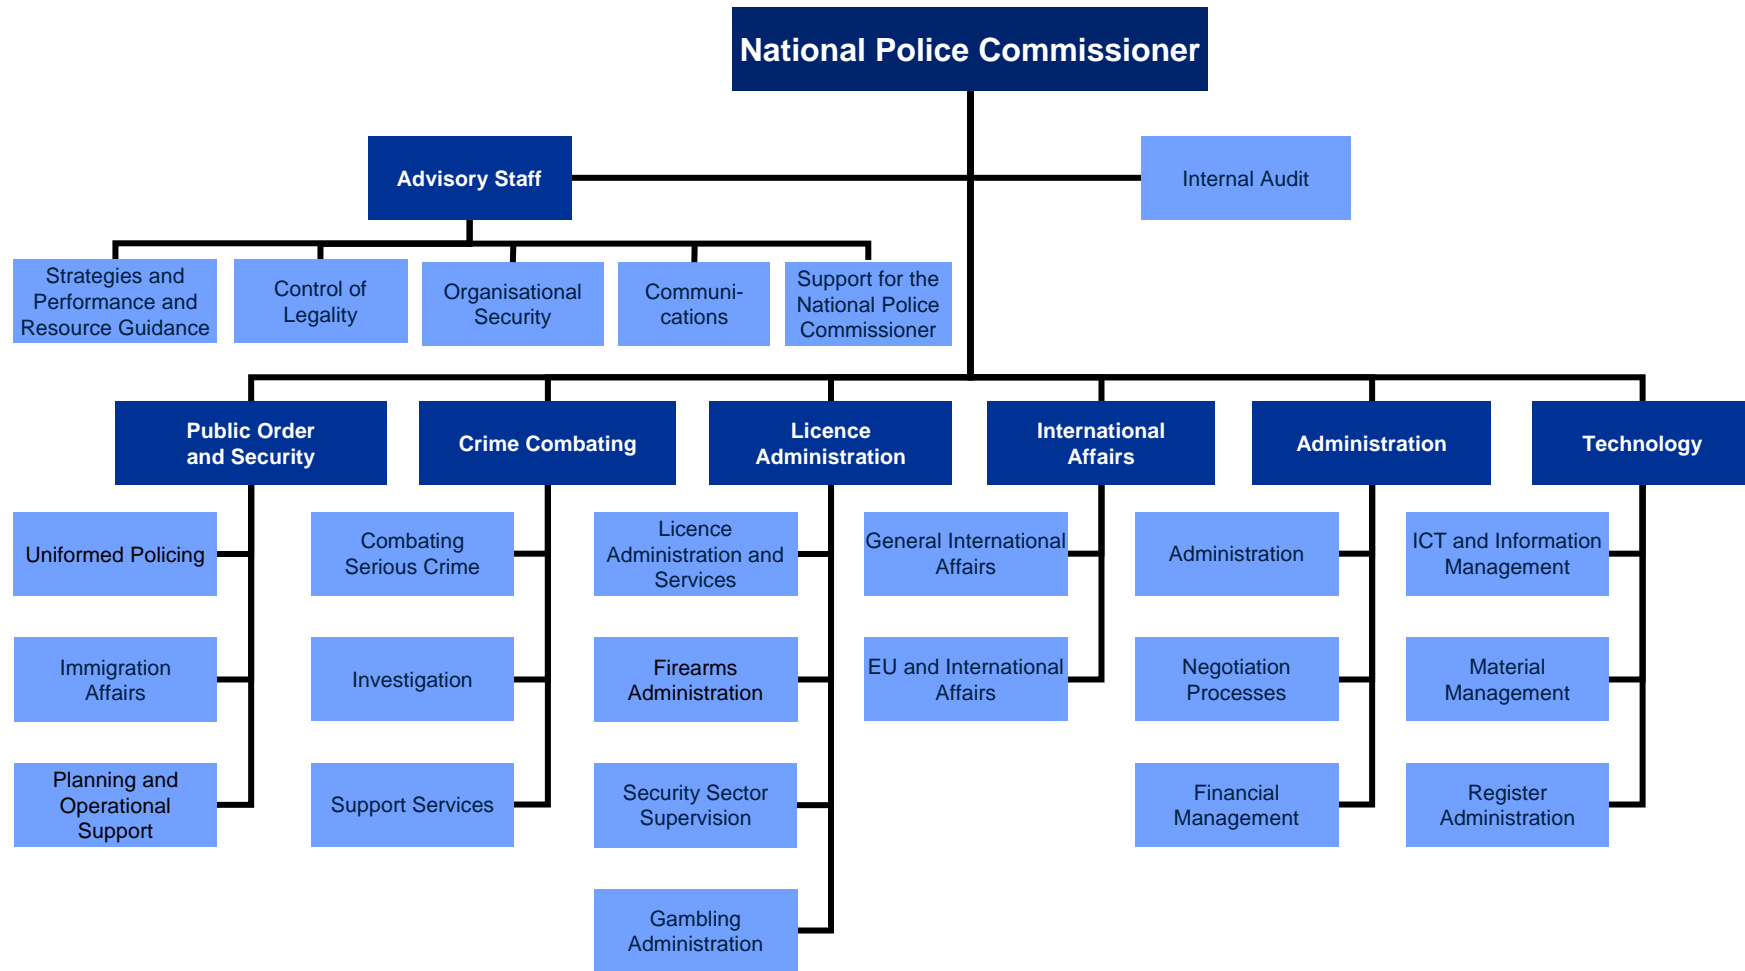 National Police Commissioner
Advisory Staff
Internal Audit
Strategies and
Performance and
Resource Guidance
Control of
Legality
Organisational
Security
Communi-
cations
Support for the
National Police
Commissioner
Public Order
and Security
Crime Combating
Licence
Administration
International
Affairs
Administration
Technology
Uniformed Policing
Combating
Serious Crime
Licence
Administration and
Services
General International
Affairs
Administration
ICT and Information
Management
Immigration
Affairs
Investigation
Firearms
Administration
EU and International
Affairs
Negotiation
Processes
Material
Management
Planning and
Operational
Support
Support Services
Security Sector
Supervision
Financial
Management
Register
Administration
Gambling
Administration